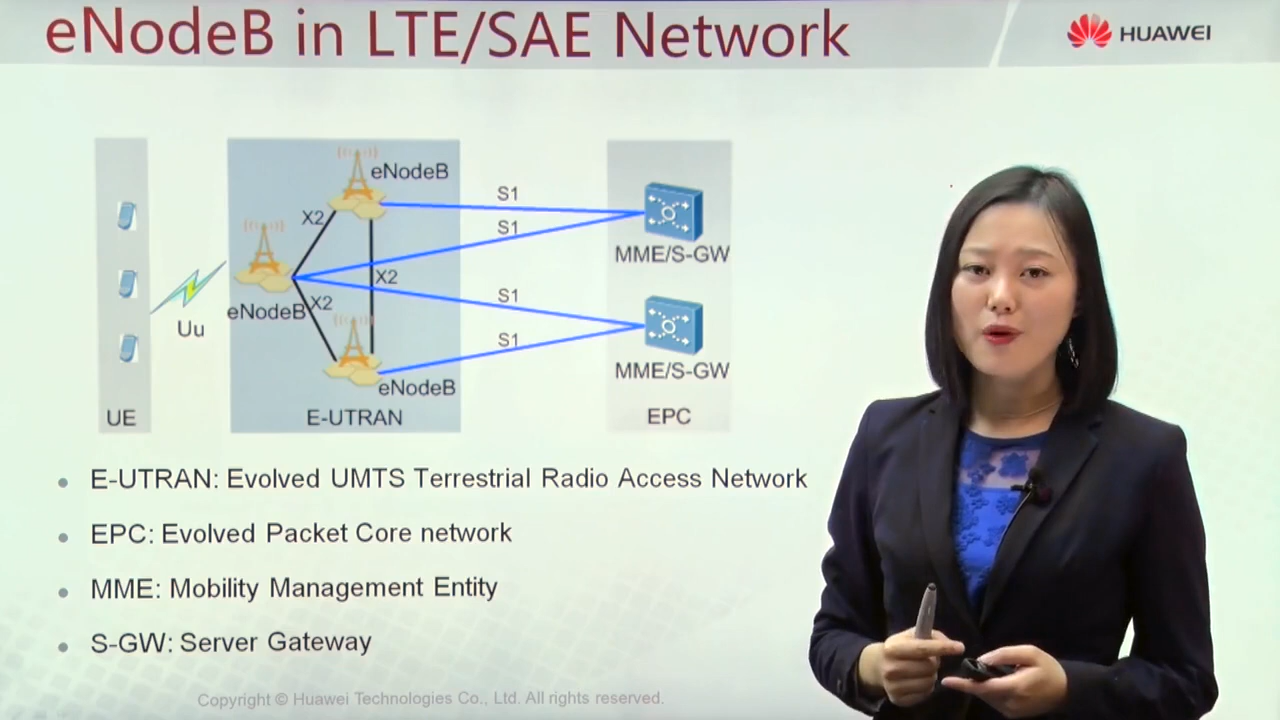 eNodeB in LTE/SAE Network
HUAWEI
eNodeB
S1
X2
S1
MME/S-GW
X2
S1
eNodeB
X2
Uu
S1
MME/S-GW
eNodeB
UE
E-UTRAN
EPC
E-UTRAN: Evolved UMTS Terrestrial Radio Access Network
EPC: Evolved Packet Core network
MME: Mobility Management Entity
S-GW: Server Gateway
Copyright © Huawei Technologies Co., Ltd. All rights reserved.